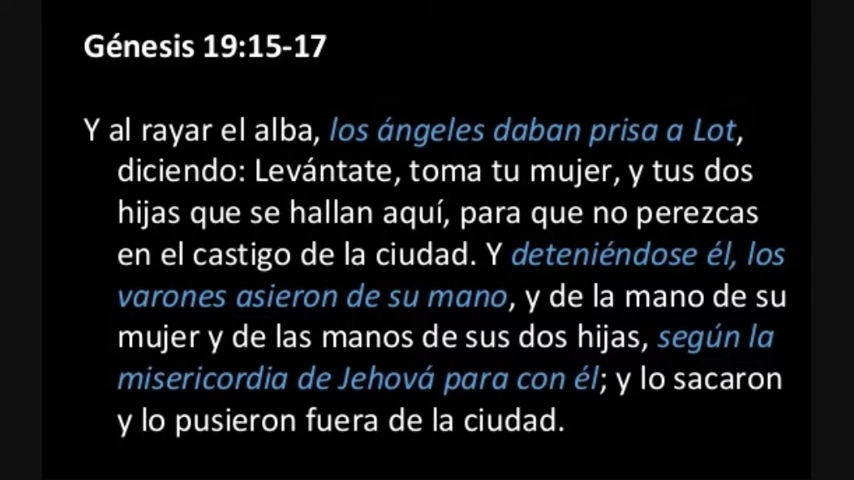 Génesis 19:15-17
Y al rayar el alba, los ángeles daban prisa a Lot,
diciendo: Levántate, toma tu mujer, y tus dos
hijas que se hallan aquí, para que no perezcas
en el castigo de la ciudad. Y deteniéndose él, los
varones asieron de su mano, y de la mano de su
mujer y de las manos de sus dos hijas, según la
misericordia de Jehová para con él; y lo sacaron
y lo pusieron fuera de la ciudad.